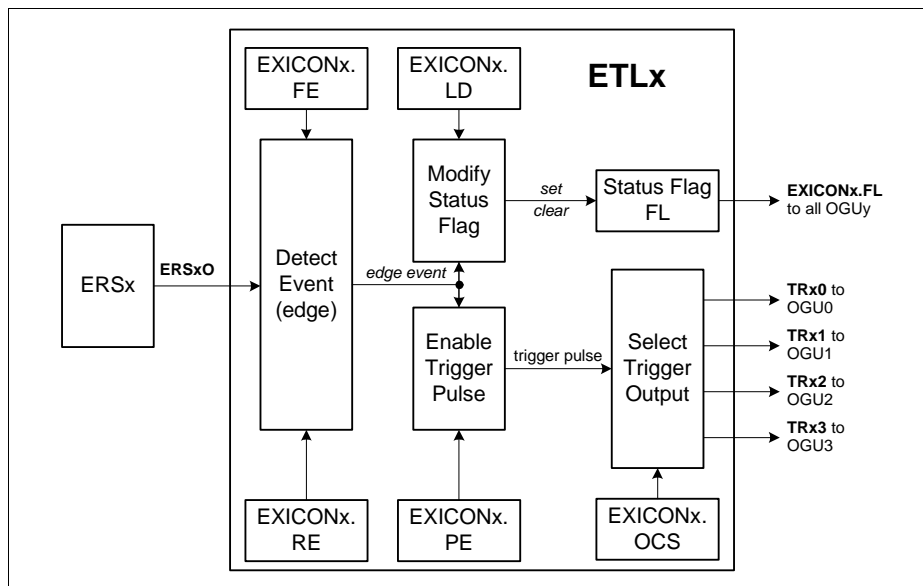 EXICONx.
FE
EXICONx.
LD
ETLx
Modify
Status
Flag
set
clear
Status Flag
FL
EXICONx.FL
to all OGUy
ERSx
ERSxO
Detect
Event
(edge)
edge event
Enable
Trigger
Pulse
trigger pulse
Select
Trigger
Output
TRx0 to
OGU0
TRx1 to
OGU1
TRx2 to
OGU2
TRx3 to
OGU3
EXICONx.
RE
EXICONx.
PE
EXICONx.
OCS